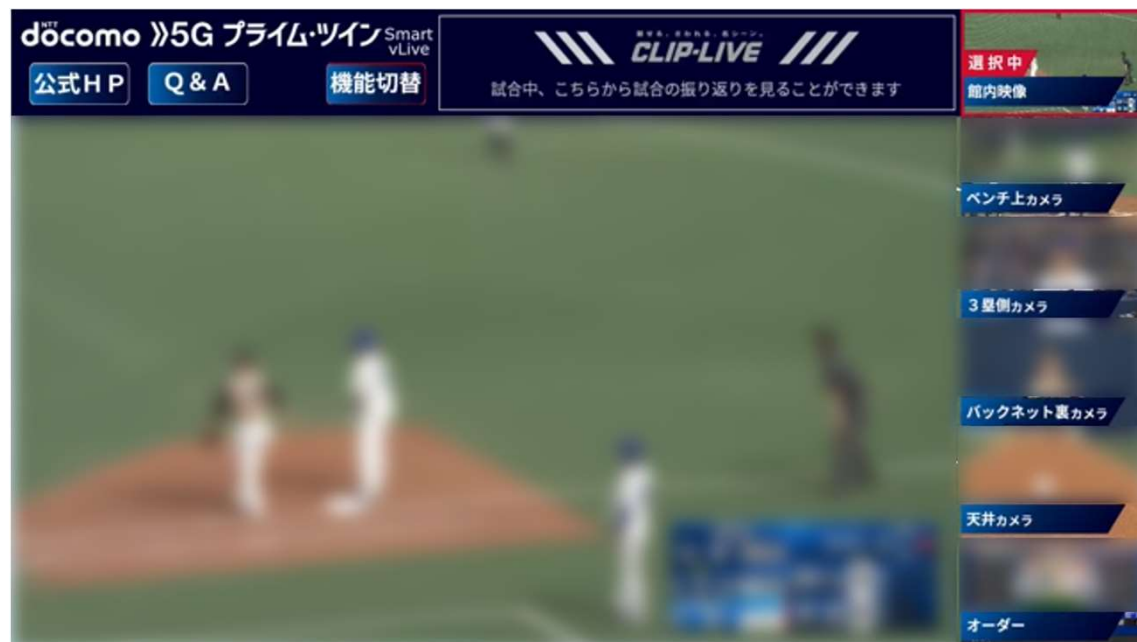 NTT
döcomo 》5G プライム・ツイン Smart vLive
公式HP Q&A 機能切替
CLIP-LIVE
試合中、こちらから試合の振り返りを見ることができます
選択中
館内映像
ベンチ上カメラ
3塁側カメラ
バックネット裏カメラ
天井カメラ
オーダー